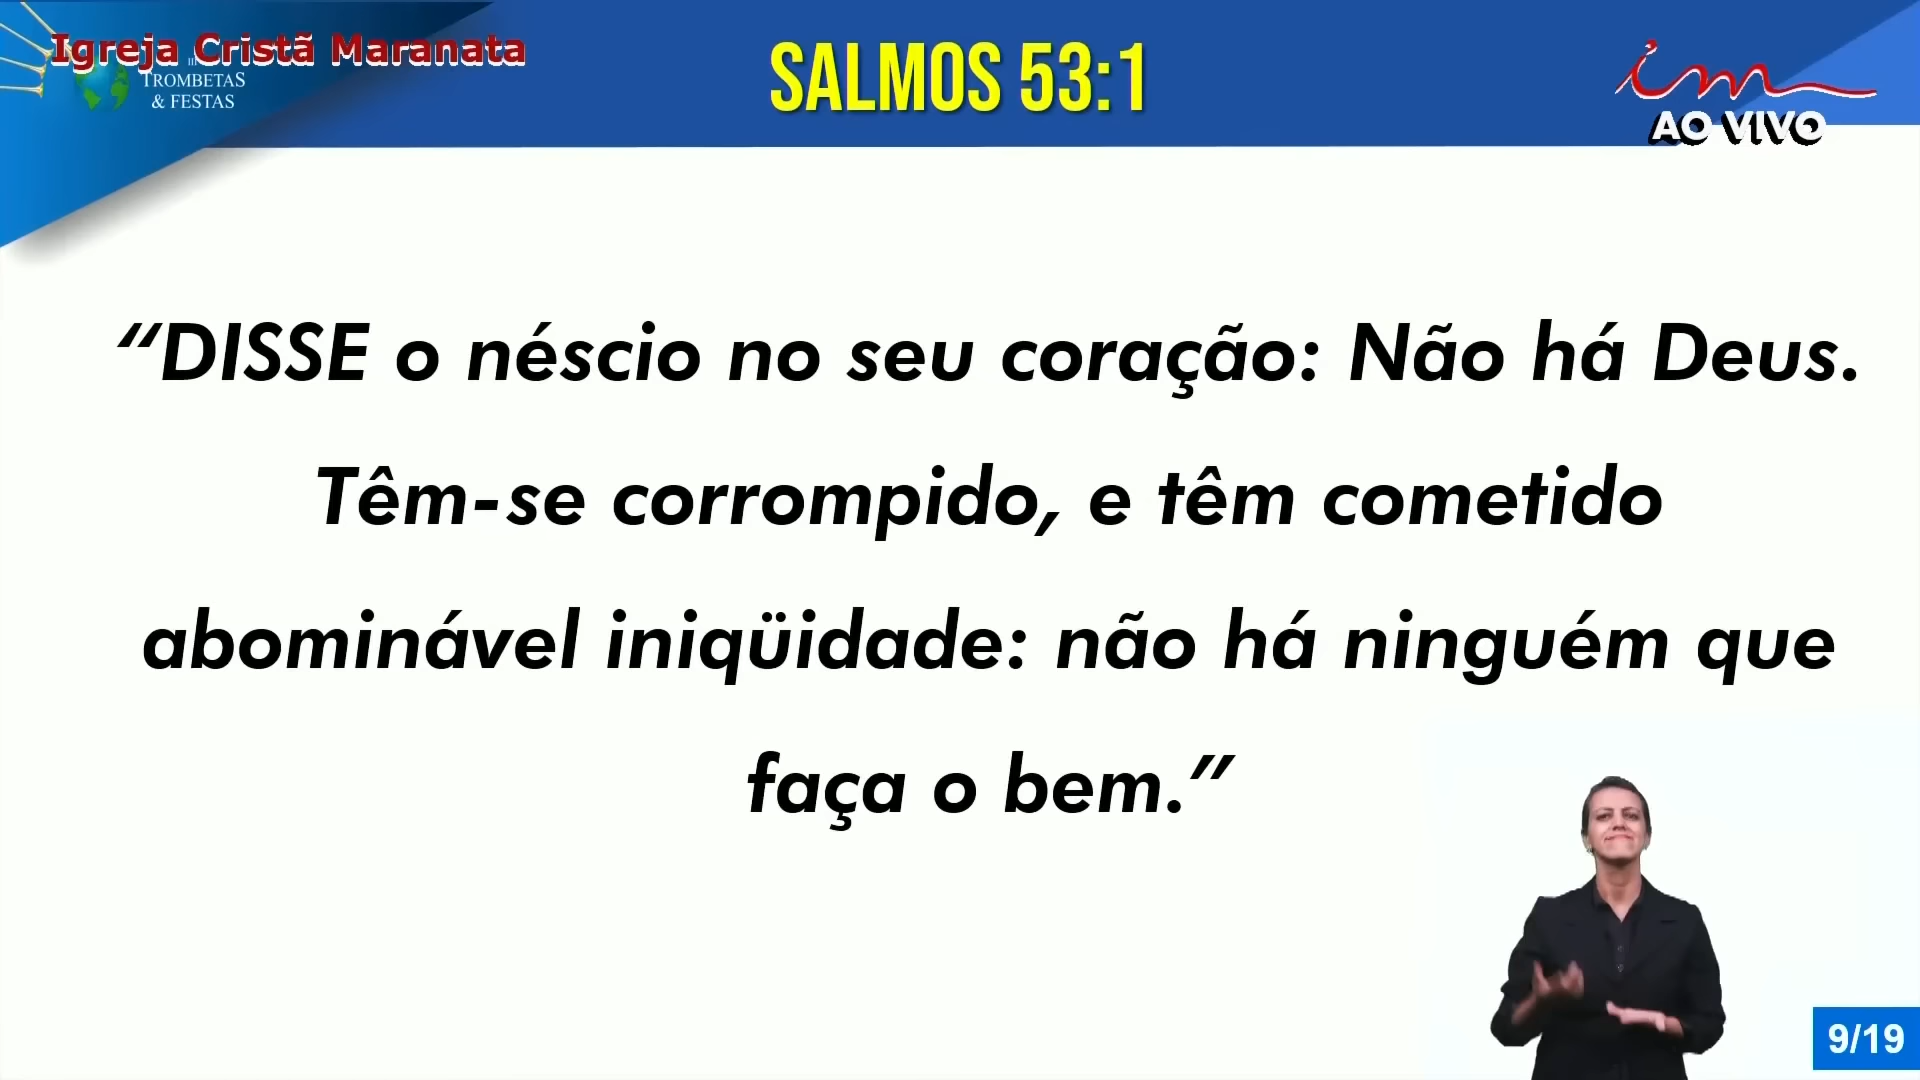 Igreja Cristã Maranata
TROMBETAS
& FESTAS
SALMOS 53:1
im
AO VIVO
“DISSE o néscio no seu coração: Não há Deus.
Têm-se corrompido, e têm cometido
abominável iniqüidade: não há ninguém que
faça o bem.”
9/19